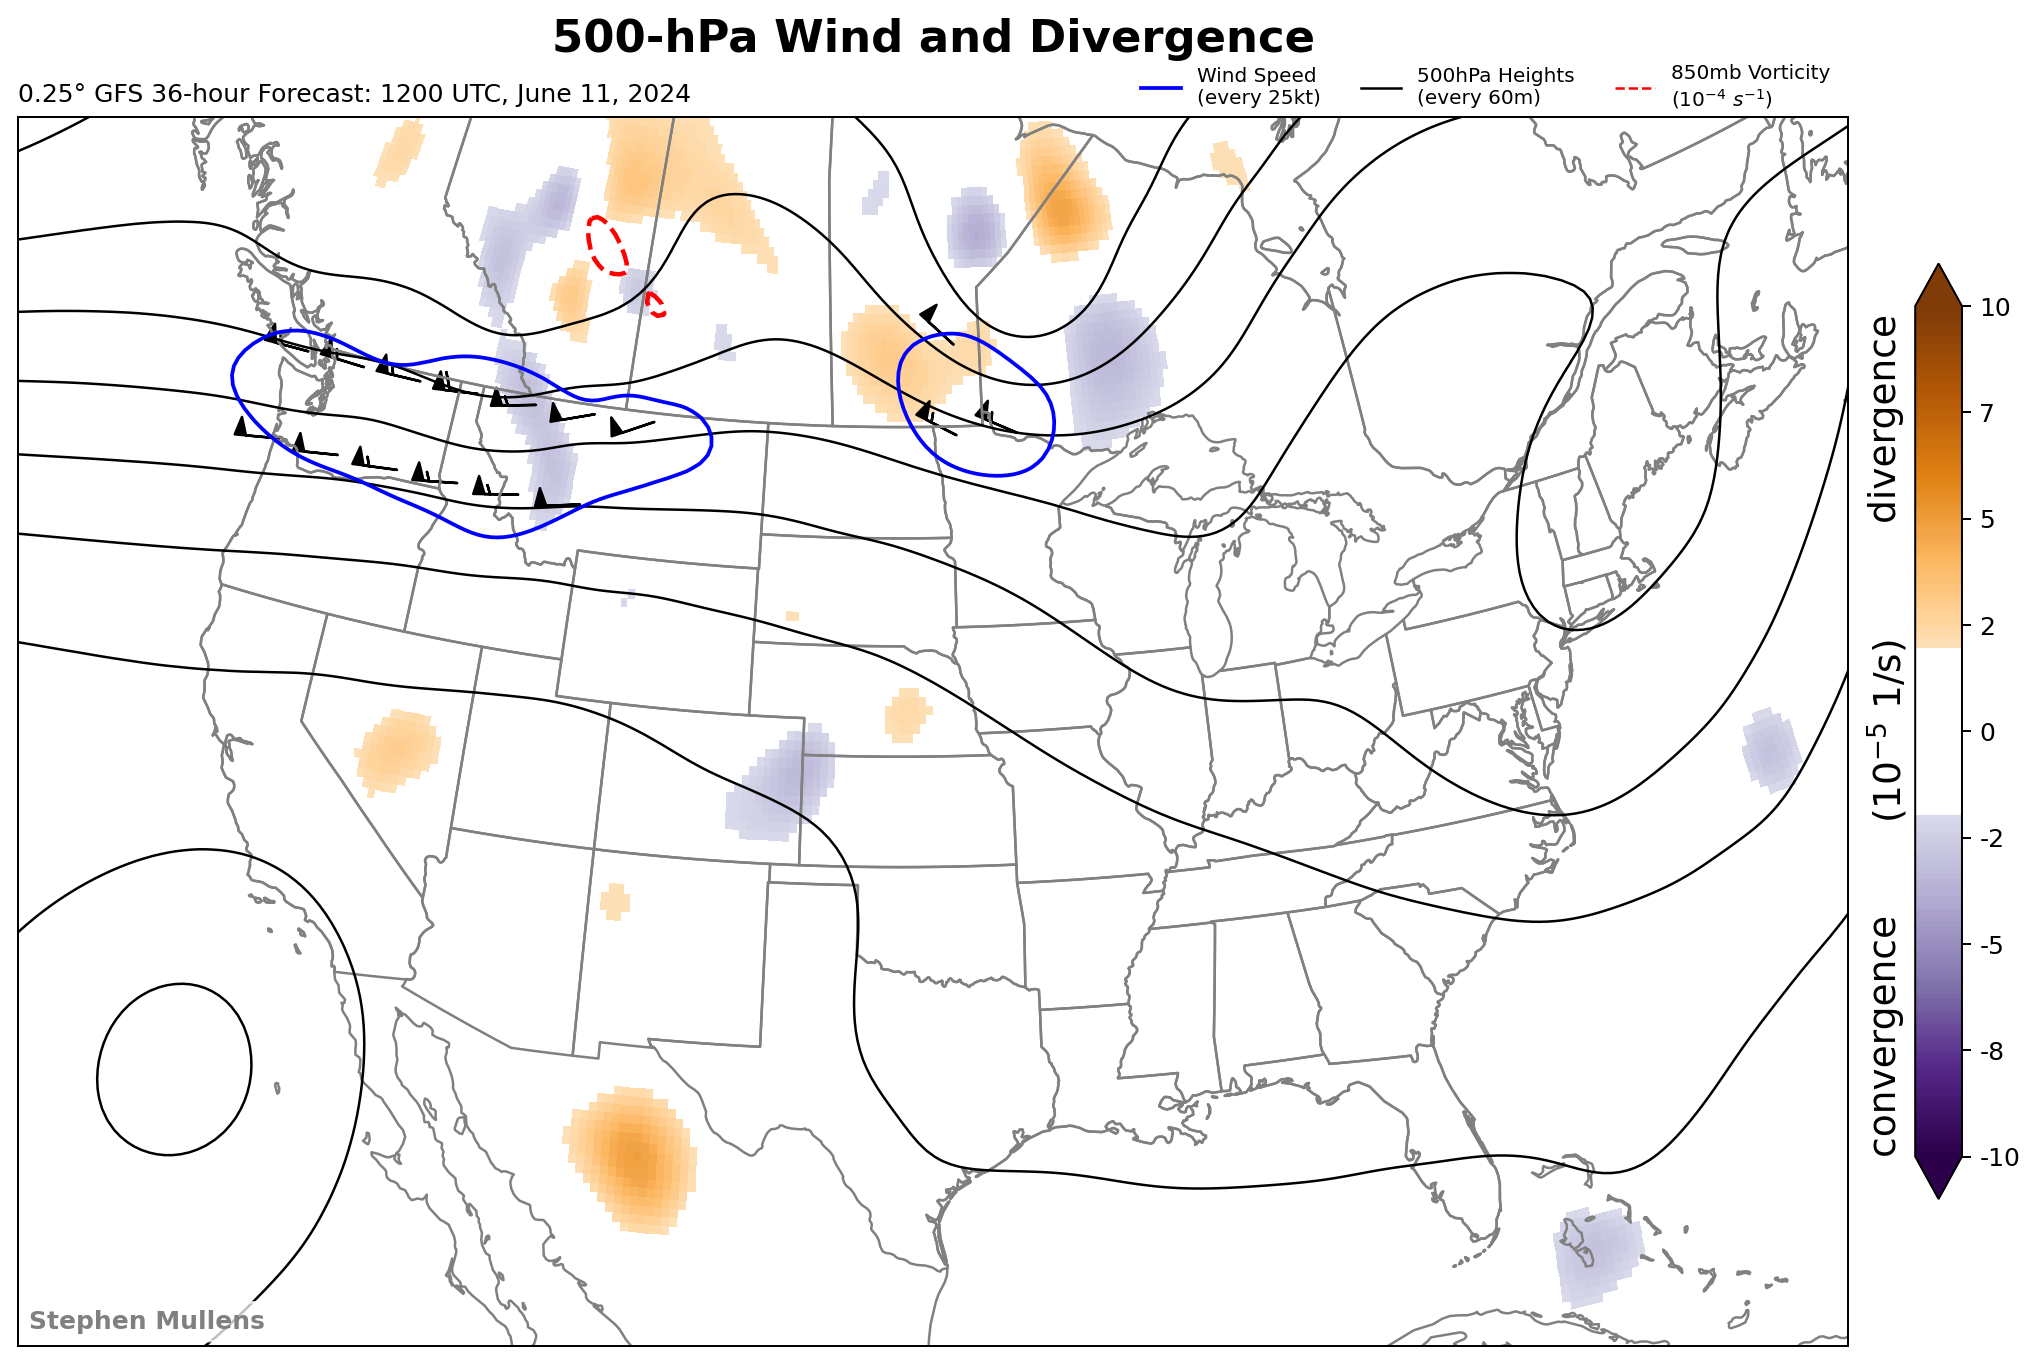 500-hPa Wind and Divergence
0.25° GFS 36-hour Forecast: 1200 UTC, June 11, 2024
Wind Speed
(every 25kt)
500hPa Heights
(every 60m)
850mb Vorticity
(10⁻⁴ s⁻¹)
10
7
5
2
0
-2
-5
-8
-10
convergence (10⁻⁵ 1/s) divergence
Stephen Mullens